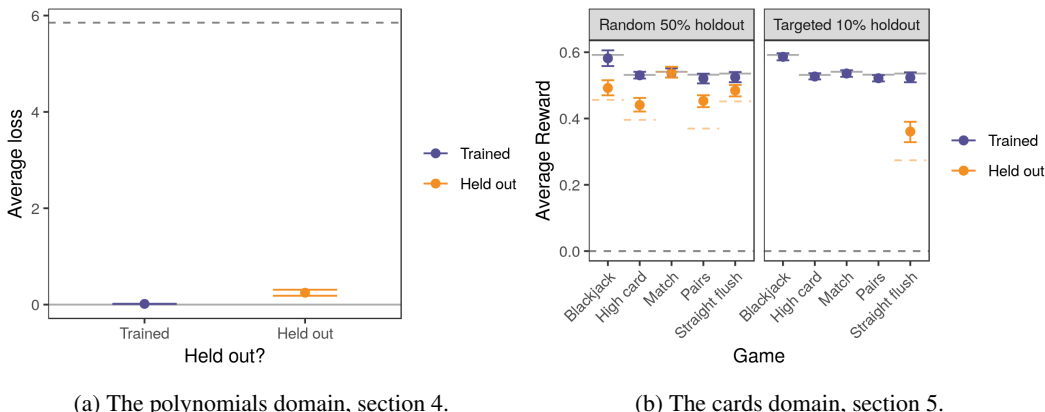 6
4
2
0
Average loss
Trained
Held out
Held out?
Trained
Held out
(a) The polynomials domain, section 4.
Random 50% holdout
Targeted 10% holdout
0.6
0.4
0.2
0.0
Average Reward
Blackjack
High card
Match
Pairs
Straight flush
Blackjack
High card
Match
Pairs
Straight flush
Game
Trained
Held out
(b) The cards domain, section 5.